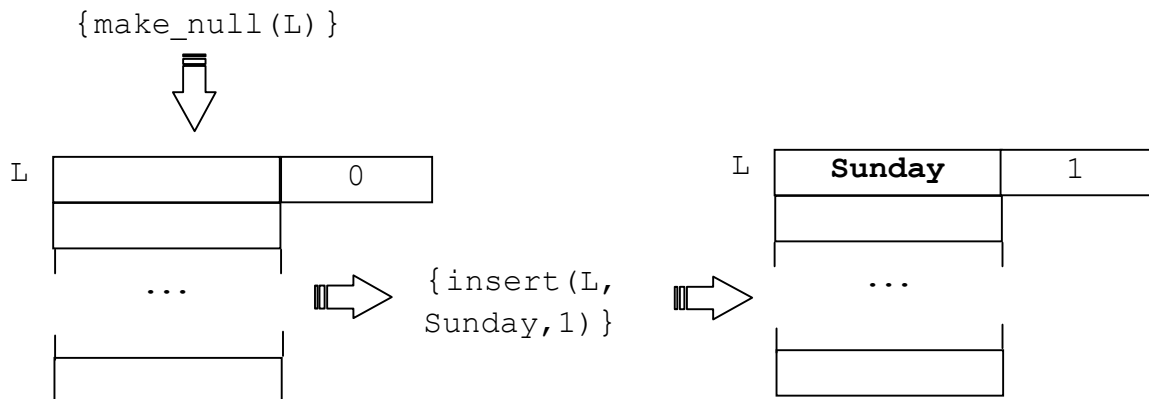 {make_null(L)}
L 0
...
{insert(L,
Sunday,1)}
L Sunday 1
...